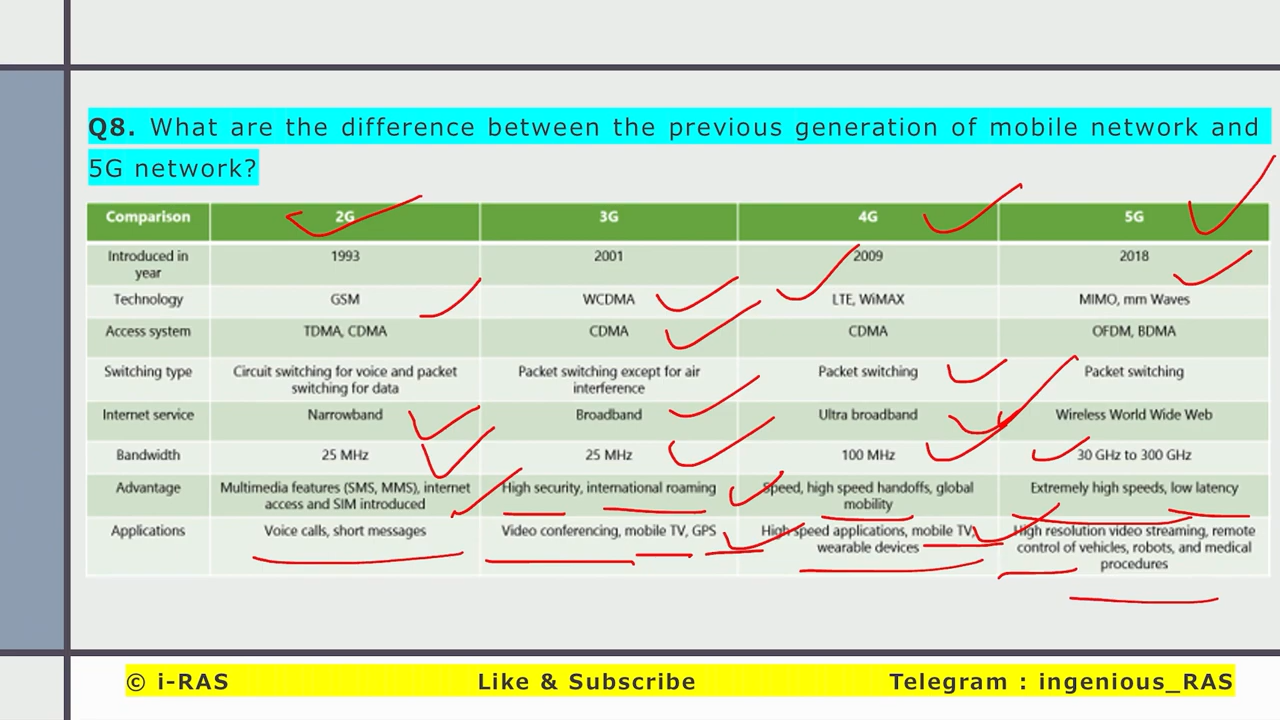 Q8. What are the difference between the previous generation of mobile network and
5G network?
Comparison 2G 3G 4G 5G
Introduced in
year 1993 2001 2009 2018
Technology GSM WCDMA LTE, WiMAX MIMO, mm Waves
Access system TDMA, CDMA CDMA CDMA OFDM, BDMA
Switching type Circuit switching for voice and packet
switching for data Packet switching except for air
interference Packet switching Packet switching
Internet service Narrowband Broadband Ultra broadband Wireless World Wide Web
Bandwidth 25 MHz 25 MHz 100 MHz 30 GHz to 300 GHz
Advantage Multimedia features (SMS, MMS), internet
access and SIM introduced High security, international roaming Speed, high speed handoffs, global
mobility Extremely high speeds, low latency
Applications Voice calls, short messages Video conferencing, mobile TV, GPS High speed applications, mobile TV,
wearable devices High resolution video streaming, remote
control of vehicles, robots, and medical
procedures
© i-RAS Like & Subscribe Telegram : ingenious_RAS